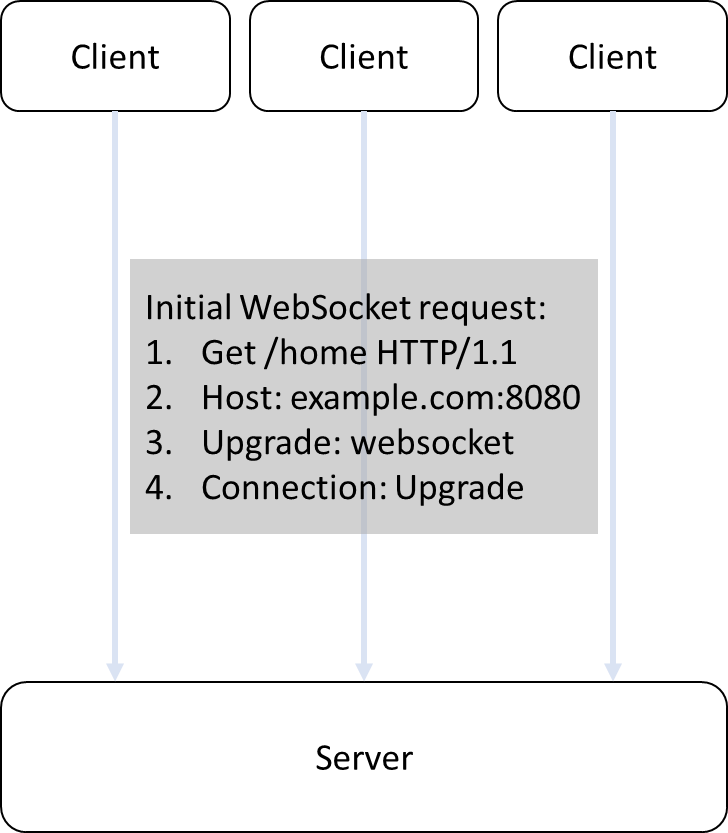 Client
Client
Client
Initial WebSocket request:
1. Get /home HTTP/1.1
2. Host: example.com:8080
3. Upgrade: websocket
4. Connection: Upgrade
Server